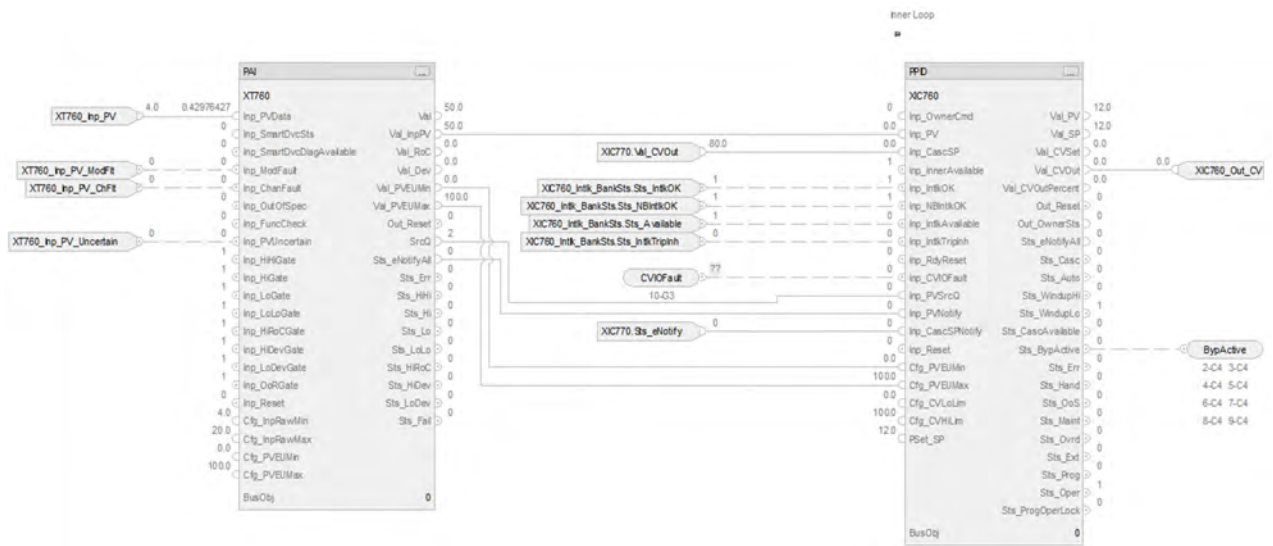 Inner Loop
PAI
...
XT760
XT760_Inp_PV
4.0
0.42976427
Inp_PVData
Val
50.0
0
Inp_SmartDvcSts
Val_InpPV
50.0
0
Inp_SmartDvcDiagAvailable
Val_RoC
0.0
XT760_Inp_PV_ModFlt
0
0
Inp_ModFault
Val_Dev
0.0
XT760_Inp_PV_ChFlt
0
0
Inp_ChanFault
Val_PVEUMin
0.0
0
Inp_OutOfSpec
Val_PVEUMax
100.0
0
Inp_FuncCheck
Out_Reset
0
XT760_Inp_PV_Uncertain
0
0
Inp_PVUncertain
SrcQ
2
1
Inp_HiHiGate
Sts_eNotifyAll
0
1
Inp_HiGate
Sts_Err
0
1
Inp_LoGate
Sts_HiHi
0
1
Inp_LoLoGate
Sts_Hi
0
1
Inp_HiRoCGate
Sts_Lo
0
1
Inp_HiDevGate
Sts_LoLo
0
1
Inp_LoDevGate
Sts_HiRoC
0
1
Inp_OoRGate
Sts_HiDev
0
0
Inp_Reset
Sts_LoDev
0
4.0
Cfg_InpRawMin
Sts_Fail
0
20.0
Cfg_InpRawMax
0.0
Cfg_PVEUMin
100.0
Cfg_PVEUMax
BusObj
0
PPID
...
XIC760
0
Inp_OwnerCmd
Val_PV
12.0
0.0
Inp_PV
Val_SP
12.0
XIC770.Val_CVOut
80.0
0.0
Inp_CascSP
Val_CVSet
0.0
1
Inp_InnerAvailable
Val_CVOut
0.0
0.0
XIC760_Out_CV
XIC760_Intlk_BankSts.Sts_IntlkOK
1
1
Inp_IntlkOK
Val_CVOutPercent
0.0
XIC760_Intlk_BankSts.Sts_NBIntlkOK
1
1
Inp_NBIntlkOK
Out_Reset
0
XIC760_Intlk_BankSts.Sts_Available
1
0
Inp_IntlkAvailable
Out_OwnerSts
0
XIC760_Intlk_BankSts.Sts_IntlkTripInh
0
0
Inp_IntlkTripInh
Sts_eNotifyAll
0
0
Inp_RdyReset
Sts_Casc
0
CVIOFault
??
0
Inp_CVIOFault
Sts_Auto
0
10-G3
0
Inp_PVSrcQ
Sts_WindupHi
0
0
Inp_PVNotify
Sts_WindupLo
1
XIC770.Sts_eNotify
0
0
Inp_CascSPNotify
Sts_CascAvailable
0
0
Inp_Reset
Sts_BypActive
0
BypActive
0.0
Cfg_PVEUMin
Sts_Err
0
2-C4 3-C4
100.0
Cfg_PVEUMax
Sts_Hand
0
4-C4 5-C4
0.0
Cfg_CVLoLim
Sts_OoS
0
6-C4 7-C4
100.0
Cfg_CVHiLim
Sts_Maint
0
8-C4 9-C4
12.0
PSet_SP
Sts_Ovrd
0
Sts_Ext
0
Sts_Prog
0
Sts_Oper
1
Sts_ProgOperLock
0
BusObj
0